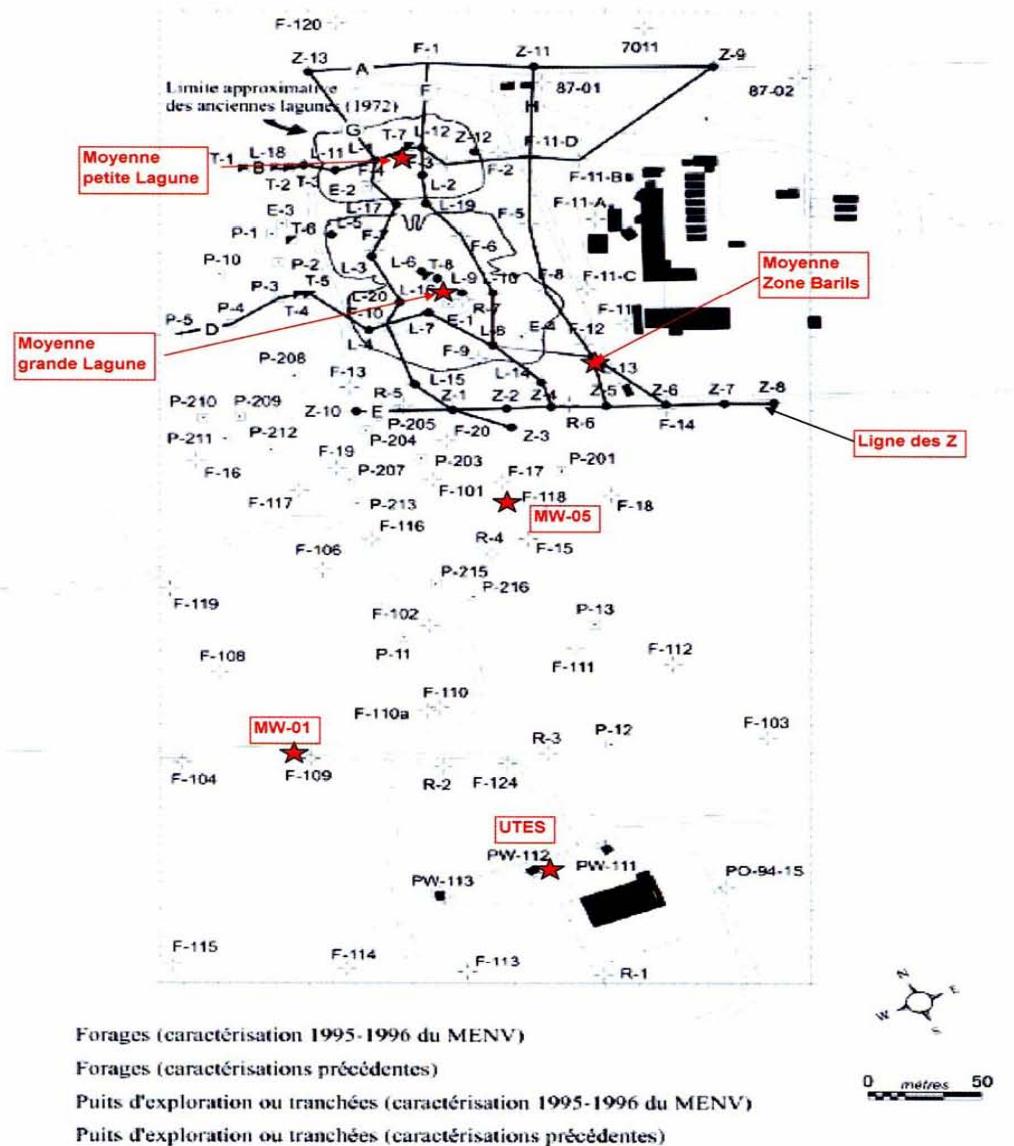 F-120
Z-13
A
F-1
Z-11
7011
Z-9
F
87-01
87-02
H
Limite approximative
des anciennes lagunes (1972)
G
T-7
L-12
Z-12
F-11-D
Moyenne
petite Lagune
T-1
L-18
B
L-11
F-4
F-2
T-2
T-3
E-2
L-2
F-11-B
E-3
L-17
L-19
F-5
F-11-A
P-1
T-6
L-5
F-7
F-6
P-10
P-2
L-3
L-6
T-8
L-10
F-8
F-11-C
Moyenne
Zone Barils
P-3
T-5
L-9
P-5
D
P-4
T-4
L-20
F-10
R-7
F-11
L-7
E-1
E-4
F-12
Moyenne
grande Lagune
L-4
F-9
L-8
P-208
F-13
L-15
L-14
R-5
P-210
P-209
Z-10
E
Z-1
Z-2
Z-4
Z-5
Z-6
Z-7
Z-8
P-211
P-212
P-205
P-204
F-20
Z-3
R-6
F-14
Ligne des Z
F-16
F-19
P-207
P-203
F-17
P-201
F-117
P-213
F-101
F-118
F-18
MW-05
F-116
R-4
F-15
F-106
P-215
P-216
F-119
F-102
P-13
F-108
P-11
F-111
F-112
F-110
F-110a
MW-01
R-3
P-12
F-103
F-104
F-109
R-2
F-124
UTES
PW-112
PW-111
PW-113
PO-94-1S
F-115
F-114
F-113
R-1
N
E
W
S
Forages (caractérisation 1995-1996 du MENV)
0 mètres 50
Forages (caractérisations précédentes)
Puits d'exploration ou tranchées (caractérisation 1995-1996 du MENV)
Puits d'exploration ou tranchées (caractérisations précédentes)